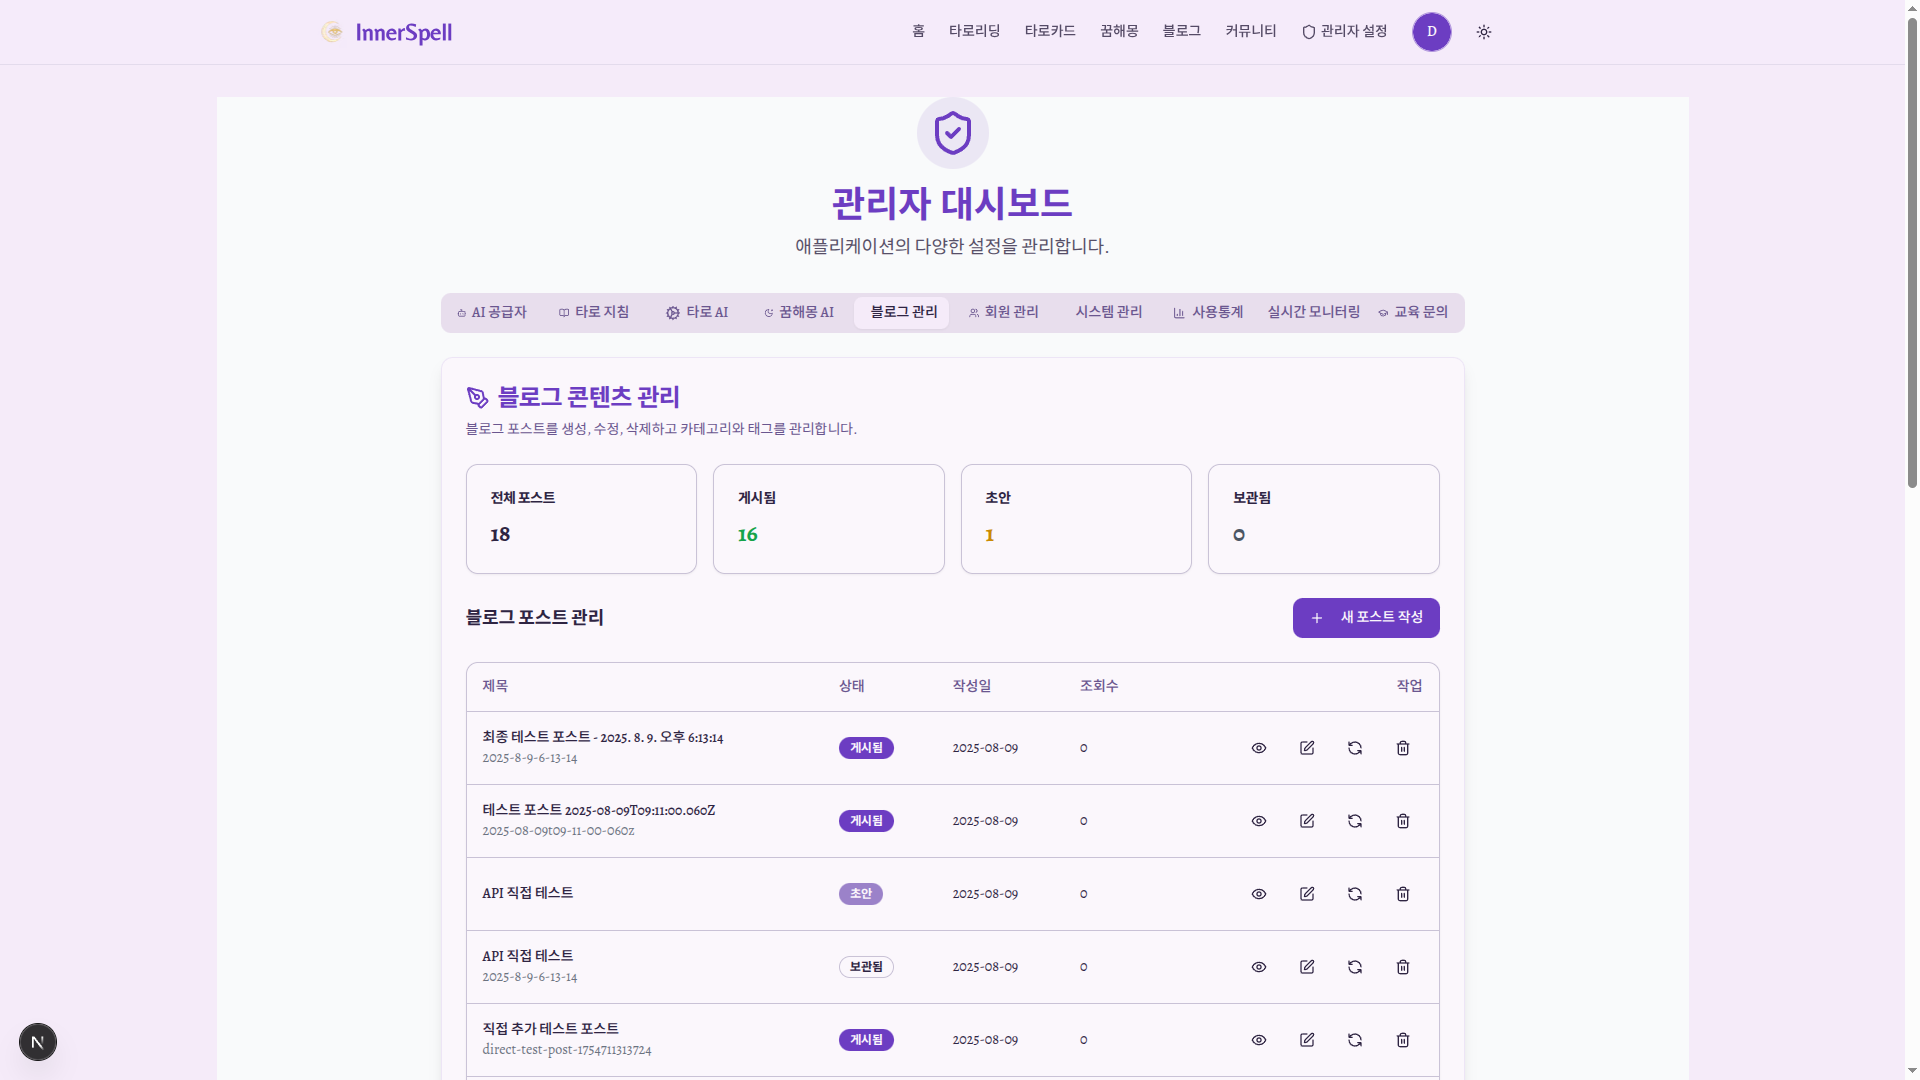 InnerSpell
홈 타로리딩 타로카드 꿈해몽 블로그 커뮤니티 관리자 설정 D
관리자 대시보드
애플리케이션의 다양한 설정을 관리합니다.
AI 공급자 타로 지침 타로 AI 꿈해몽 AI 블로그 관리 회원 관리 시스템 관리 사용통계 실시간 모니터링 교육 문의
블로그 콘텐츠 관리
블로그 포스트를 생성, 수정, 삭제하고 카테고리와 태그를 관리합니다.
전체 포스트 게시됨 초안 보관됨
18 16 1 0
블로그 포스트 관리 새 포스트 작성
제목 상태 작성일 조회수 작업
최종 테스트 포스트 - 2025. 8. 9. 오후 6:13:14
2025-8-9-6-13-14
게시됨 2025-08-09 0
테스트 포스트 2025-08-09T09:11:00.060Z
2025-08-09t09-11-00-060z
게시됨 2025-08-09 0
API 직접 테스트 초안 2025-08-09 0
API 직접 테스트
2025-8-9-6-13-14
보관됨 2025-08-09 0
직접 추가 테스트 포스트
direct-test-post-1754711313724
게시됨 2025-08-09 0
N